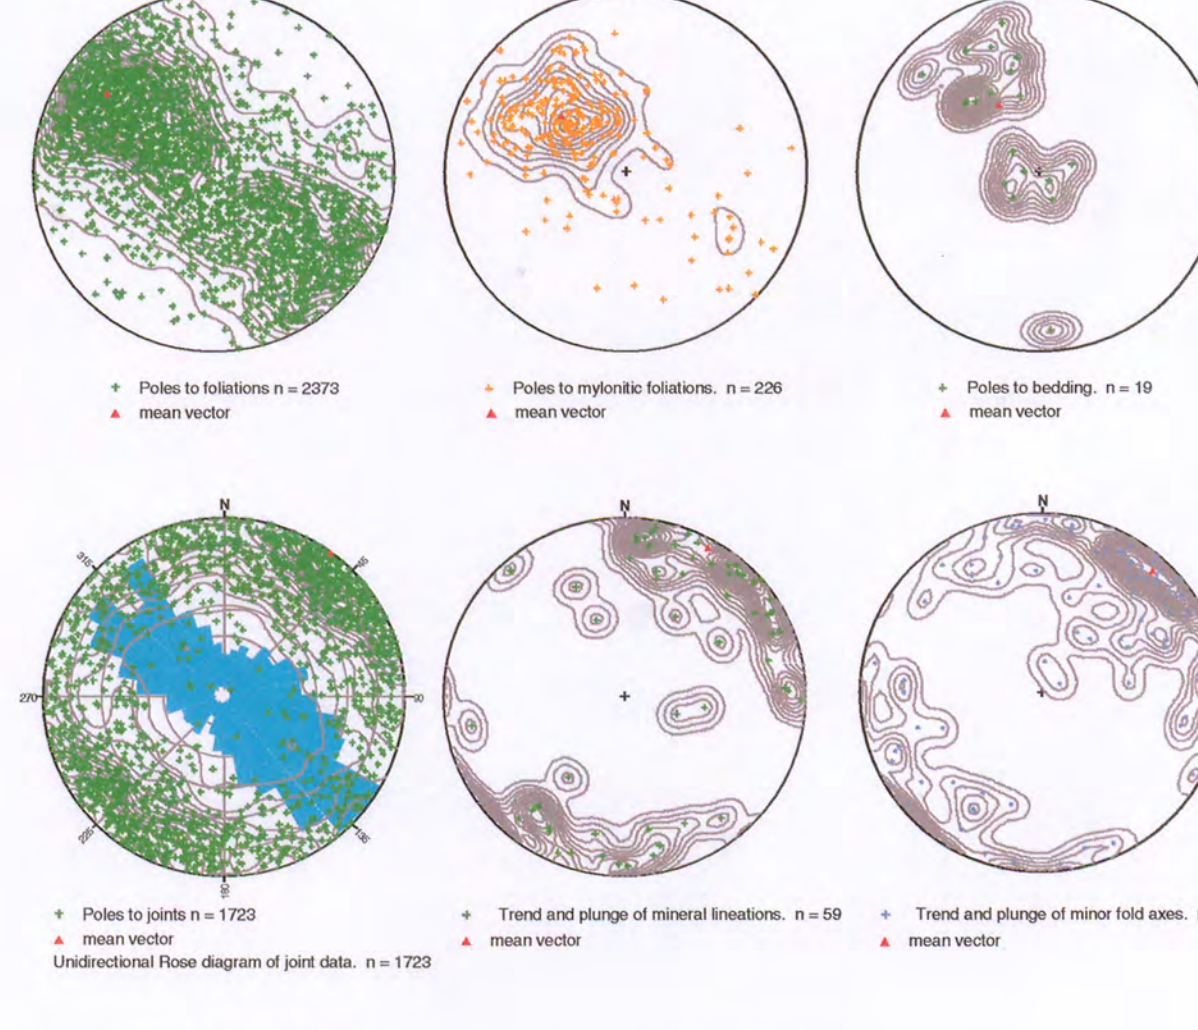 Poles to foliations n = 2373
mean vector
Poles to mylonitic foliations. n = 226
mean vector
Poles to bedding. n = 19
mean vector
N
315
45
270
90
225
135
180
Poles to joints n = 1723
mean vector
Unidirectional Rose diagram of joint data. n = 1723
N
Trend and plunge of mineral lineations. n = 59
mean vector
N
Trend and plunge of minor fold axes.
mean vector